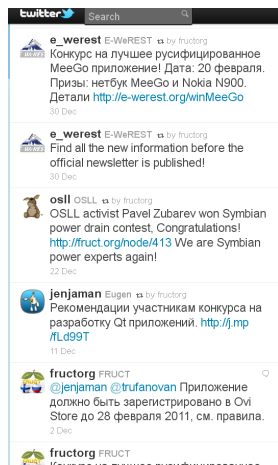 twitter
Search
e_werest E-WeREST by fructorg
Конкурс на лучшее русифицированное
MeeGo приложение! Дата: 20 февраля.
Призы: нетбук MeeGo и Nokia N900.
Детали http://e-werest.org/winMeeGo
30 Dec
e_werest E-WeREST by fructorg
Find all the new information before the
official newsletter is published!
30 Dec
osll OSLL by fructorg
OSLL activist Pavel Zubarev won Symbian
power drain contest, Congratulations!
http://fruct.org/node/413 We are Symbian
power experts again!
22 Dec
jenjaman Eugen by fructorg
Рекомендации участникам конкурса на
разработку Qt приложений. http://j.mp
/fLd99T
11 Dec
fructorg FRUCT
@jenjaman @trufanovan Приложение
должно быть зарегистрировано в Ovi
Store до 28 февраля 2011, см. правила.
2 Dec
fructorg FRUCT